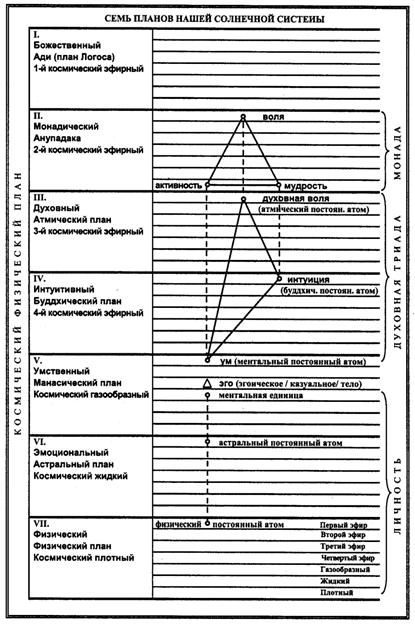 СЕМЬ ПЛАНОВ НАШЕЙ СОЛНЕЧНОЙ СИСТЕМЫ
КОСМИЧЕСКИЙ ФИЗИЧЕСКИЙ ПЛАН
I.
Божественный
Ади (план Логоса)
1-й космический эфирный
II.
Монадический
Анупадака
2-й космический эфирный
воля
активность
мудрость
МОНАДА
III.
Духовный
Атмический план
3-й космический эфирный
духовная воля
(атмический постоян. атом)
IV.
Интуитивный
Буддхический план
4-й космический эфирный
интуиция
(буддхич. постоян. атом)
ДУХОВНАЯ ТРИАДА
V.
Умственный
Манасический план
Космический газообразный
ум (ментальный постоянный атом)
эго (эгоическое / казуальное/ тело)
ментальная единица
VI.
Эмоциональный
Астральный план
Космический жидкий
астральный постоянный атом
ЛИЧНОСТЬ
VII.
Физический
Физический план
Космический плотный
физический постоянный атом
Первый эфир
Второй эфир
Третий эфир
Четвертый эфир
Газообразный
Жидкий
Плотный